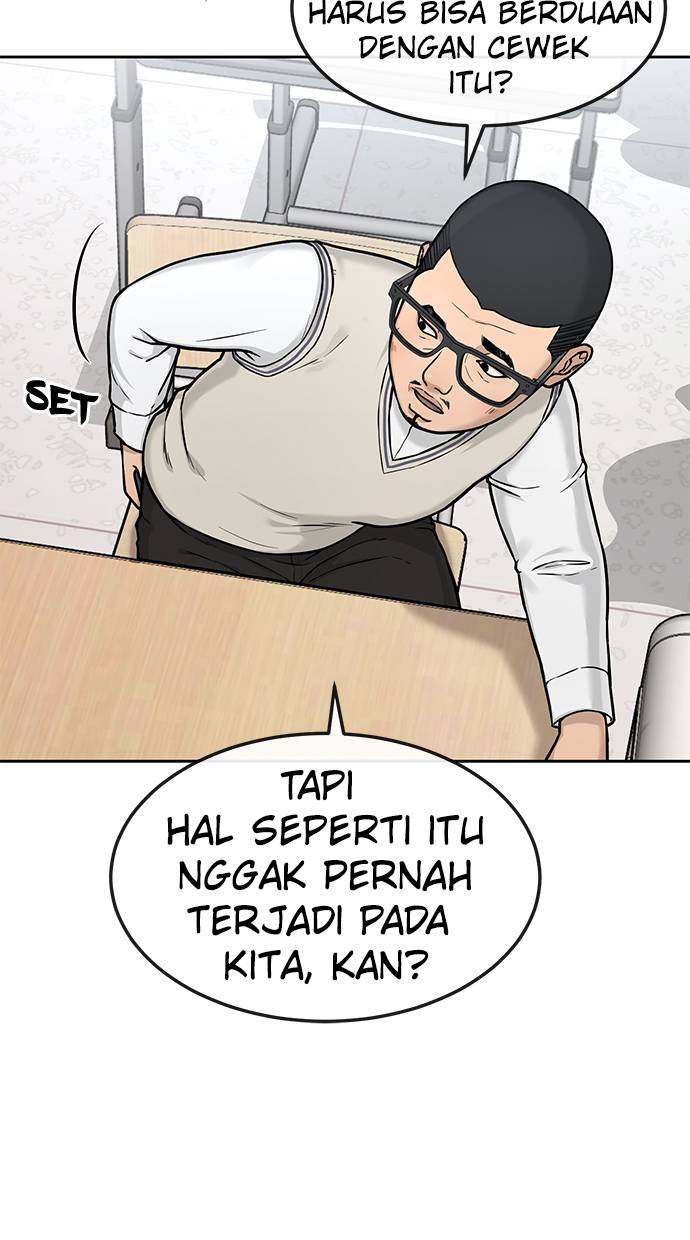 HARUS BISA BERDUAAN
DENGAN CEWEK
ITU?
SET
TAPI
HAL SEPERTI ITU
NGGAK PERNAH
TERJADI PADA
KITA, KAN?